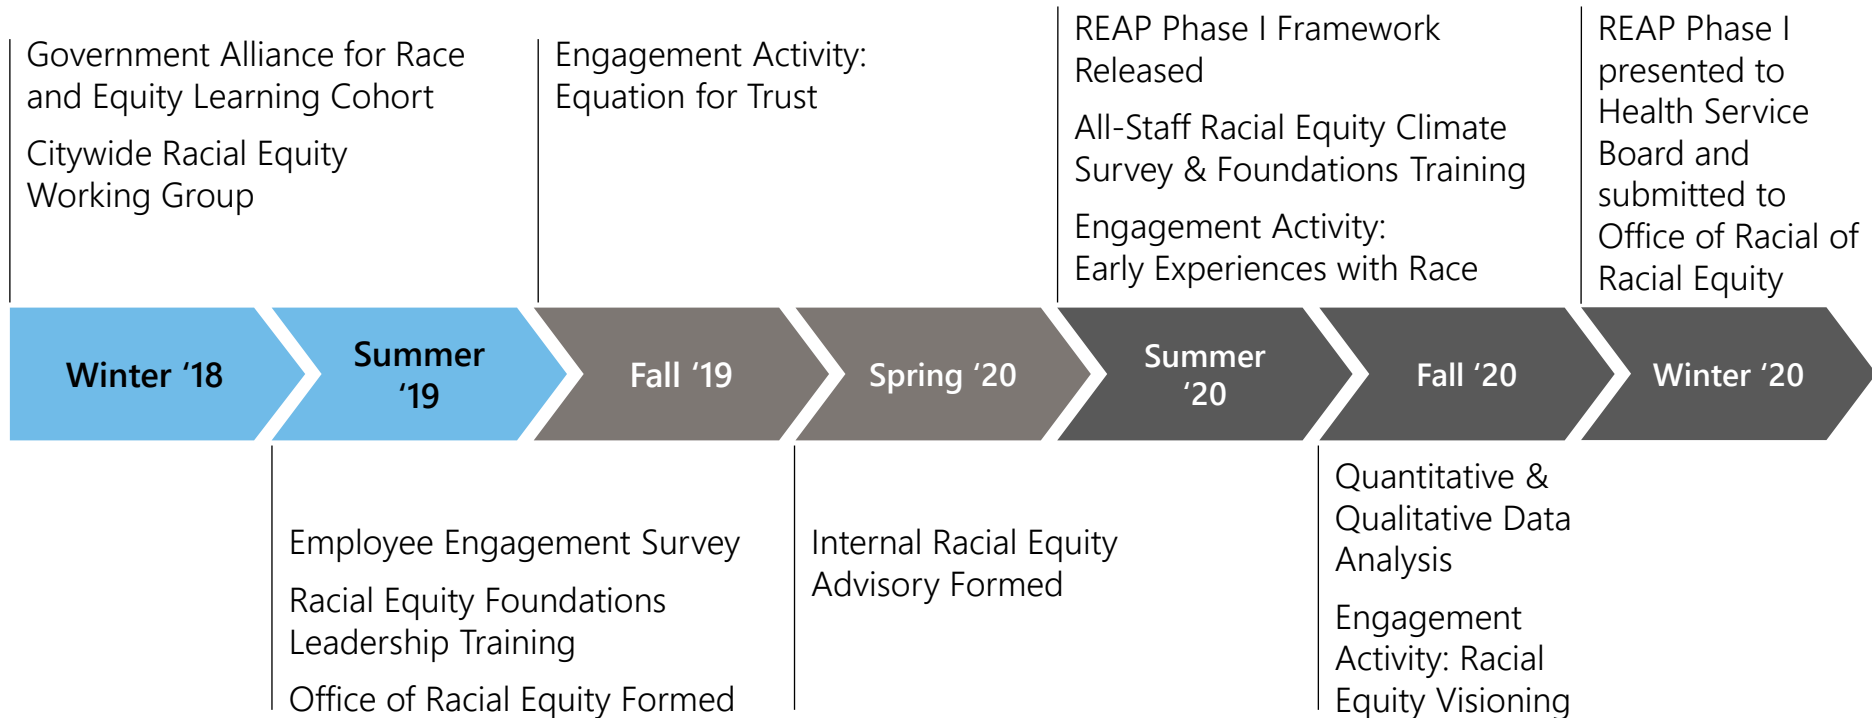 Government Alliance for Race
and Equity Learning Cohort
Citywide Racial Equity
Working Group
Engagement Activity:
Equation for Trust
REAP Phase I Framework
Released
All-Staff Racial Equity Climate
Survey & Foundations Training
Engagement Activity:
Early Experiences with Race
REAP Phase I
presented to
Health Service
Board and
submitted to
Office of Racial of
Racial Equity
Winter ‘18
Summer
‘19
Fall ‘19
Spring ‘20
Summer
‘20
Fall ‘20
Winter ‘20
Employee Engagement Survey
Racial Equity Foundations
Leadership Training
Office of Racial Equity Formed
Internal Racial Equity
Advisory Formed
Quantitative &
Qualitative Data
Analysis
Engagement
Activity: Racial
Equity Visioning